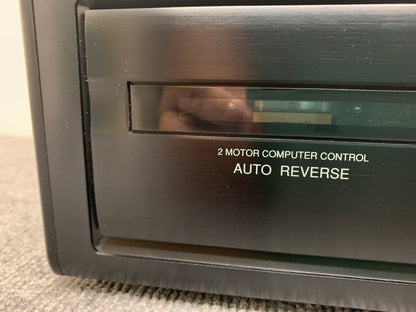 2 MOTOR COMPUTER CONTROL
AUTO REVERSE